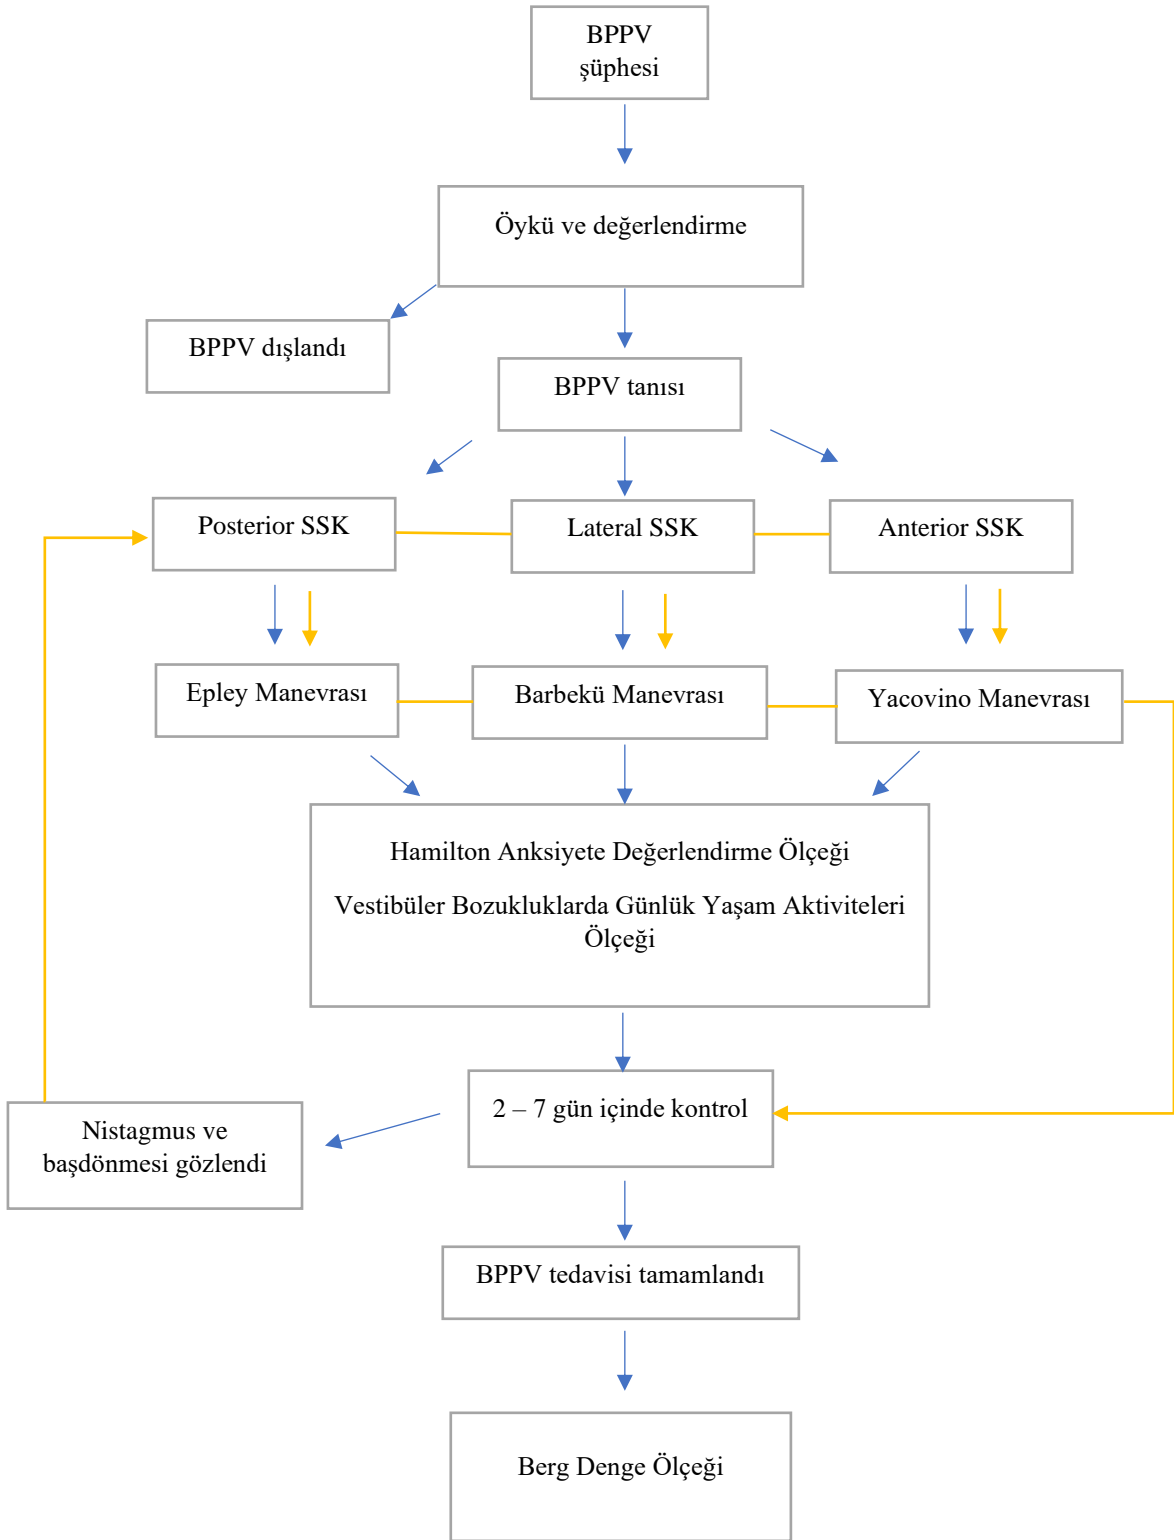 BPPV
şüphesi
Öykü ve değerlendirme
BPPV dışlandı
BPPV tanısı
Posterior SSK
Lateral SSK
Anterior SSK
Epley Manevrası
Barbekü Manevrası
Yacovino Manevrası
Hamilton Anksiyete Değerlendirme Ölçeği
Vestibüler Bozukluklarda Günlük Yaşam Aktiviteleri
Ölçeği
2 – 7 gün içinde kontrol
Nistagmus ve
başdönmesi gözlendi
BPPV tedavisi tamamlandı
Berg Denge Ölçeği